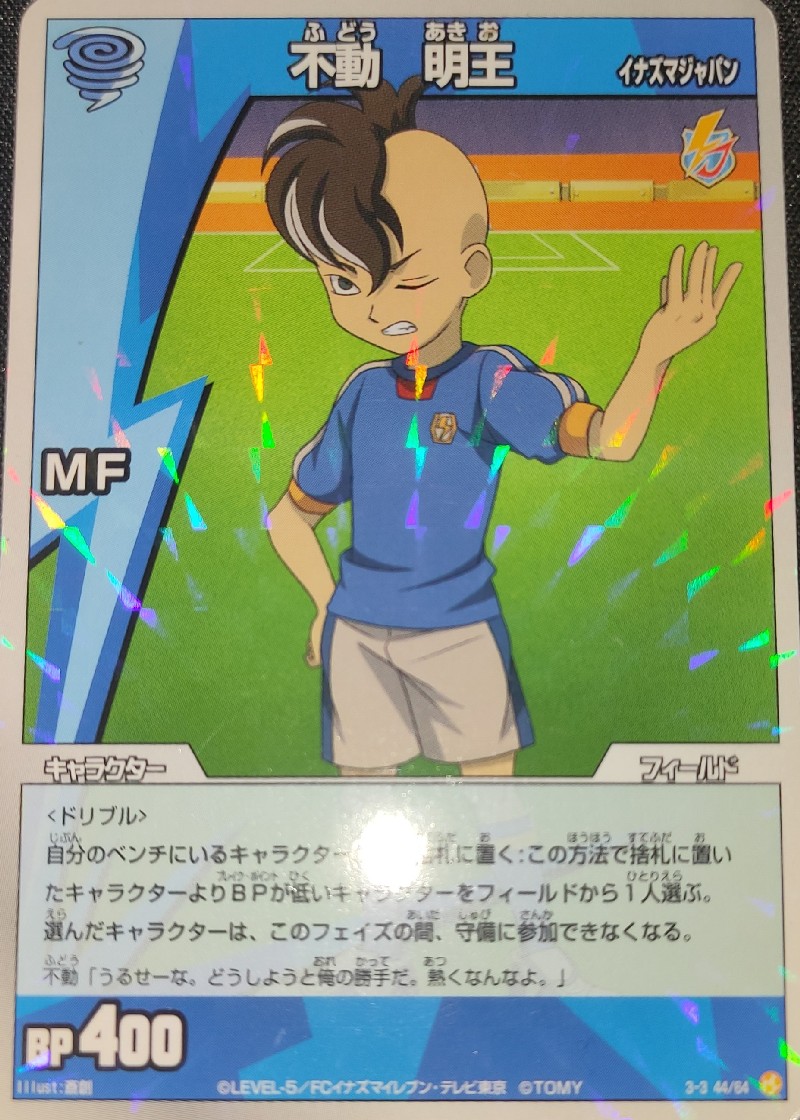 不動 明王
ふどう あきお
イナズマジャパン
MF
キャラクター
フィールド
<ドリブル>
自分のベンチにいるキャラクター 捨札に置く:この方法で捨札に置い
たキャラクターよりBPが低いキャラクターをフィールドから1人選ぶ。
選んだキャラクターは、このフェイズの間、守備に参加できなくなる。
不動「うるせーな。どうしようと俺の勝手だ。熱くなんなよ。」
BP400
Illust:斎創
©LEVEL-5/FCイナズマイレブン・テレビ東京 ©TOMY
3-3 44/64